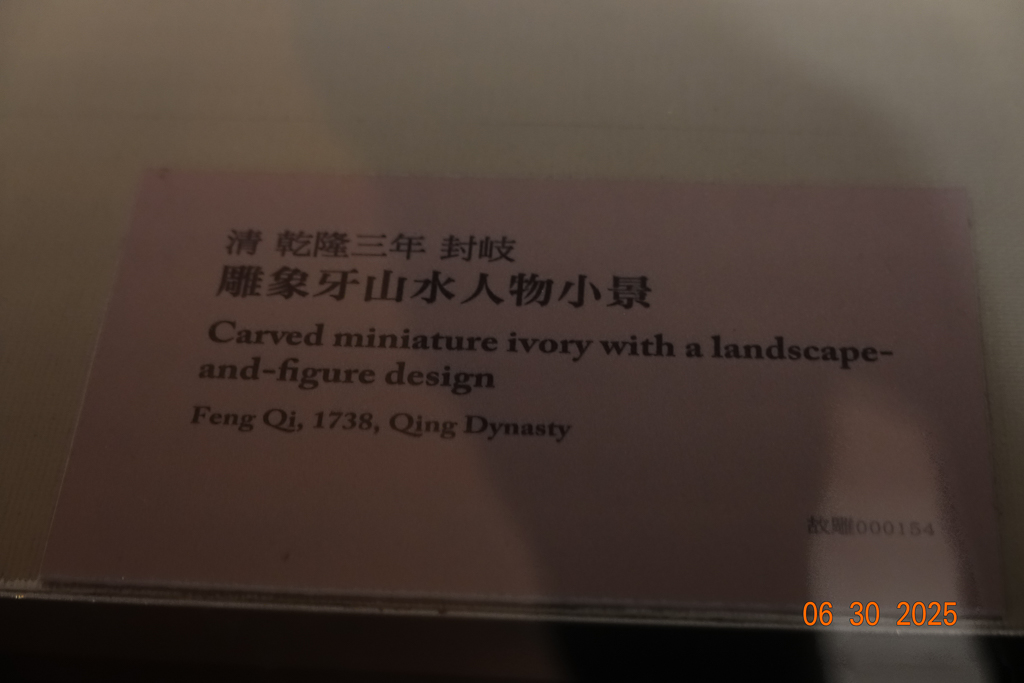 清 乾隆三年 封岐
雕象牙山水人物小景
Carved miniature ivory with a landscape-
and-figure design
Feng Qi, 1738, Qing Dynasty
故雕000154
06 30 2025